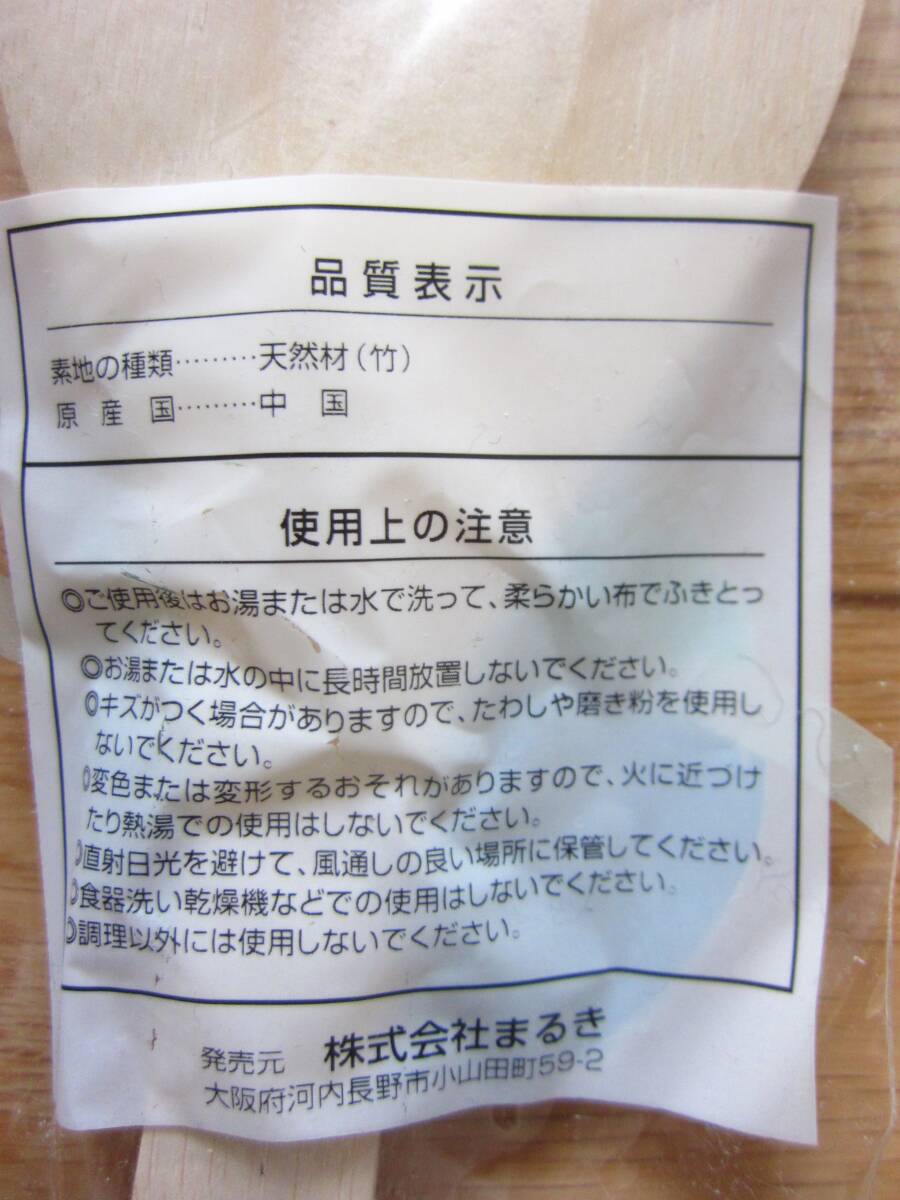 品質表示
素地の種類………天然材(竹)
原産国………中国
使用上の注意
◎ご使用後はお湯または水で洗って、柔らかい布でふきとっ
てください。
◎お湯または水の中に長時間放置しないでください。
◎キズがつく場合がありますので、たわしや磨き粉を使用し
ないでください。
◎変色または変形するおそれがありますので、火に近づけ
たり熱湯での使用はしないでください。
◎直射日光を避けて、風通しの良い場所に保管してください。
◎食器洗い乾燥機などでの使用はしないでください。
◎調理以外には使用しないでください。
発売元 株式会社まるき
大阪府河内長野市小山田町59-2